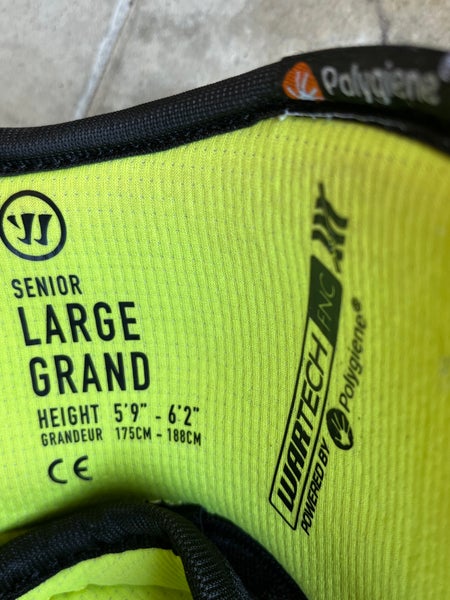 Polygiene
SENIOR
LARGE
GRAND
HEIGHT 5'9" - 6'2"
GRANDEUR 175CM - 188CM
CE
WARTECH FNC
POWERED BY Polygiene®